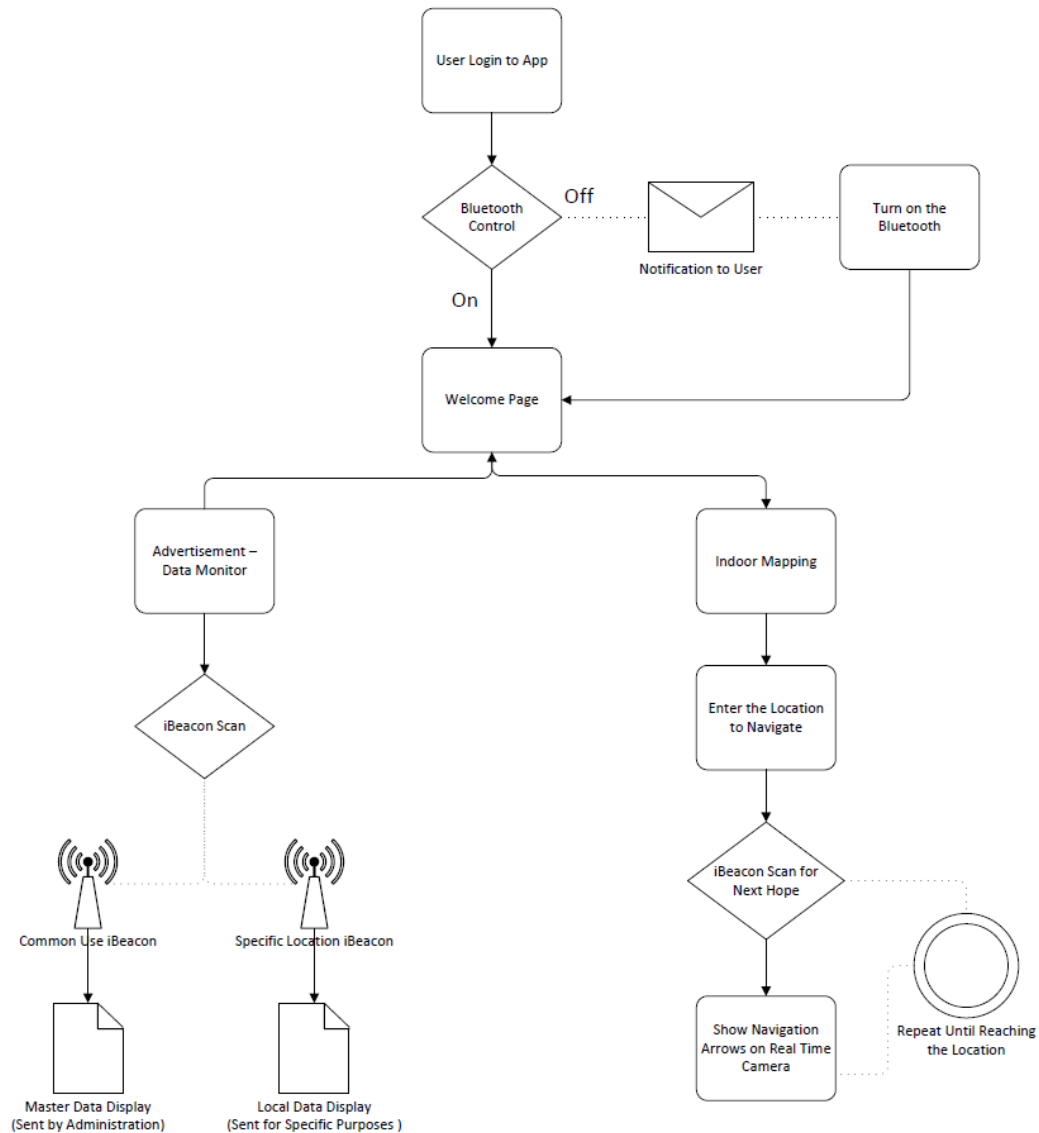 User Login to App
Bluetooth
Control
Off
Notification to User
Turn on the
Bluetooth
On
Welcome Page
Advertisement –
Data Monitor
Indoor Mapping
iBeacon Scan
Enter the Location
to Navigate
Common Use iBeacon
Specific Location iBeacon
iBeacon Scan for
Next Hope
Show Navigation
Arrows on Real Time
Camera
Repeat Until Reaching
the Location
Master Data Display
(Sent by Administration)
Local Data Display
(Sent for Specific Purposes )